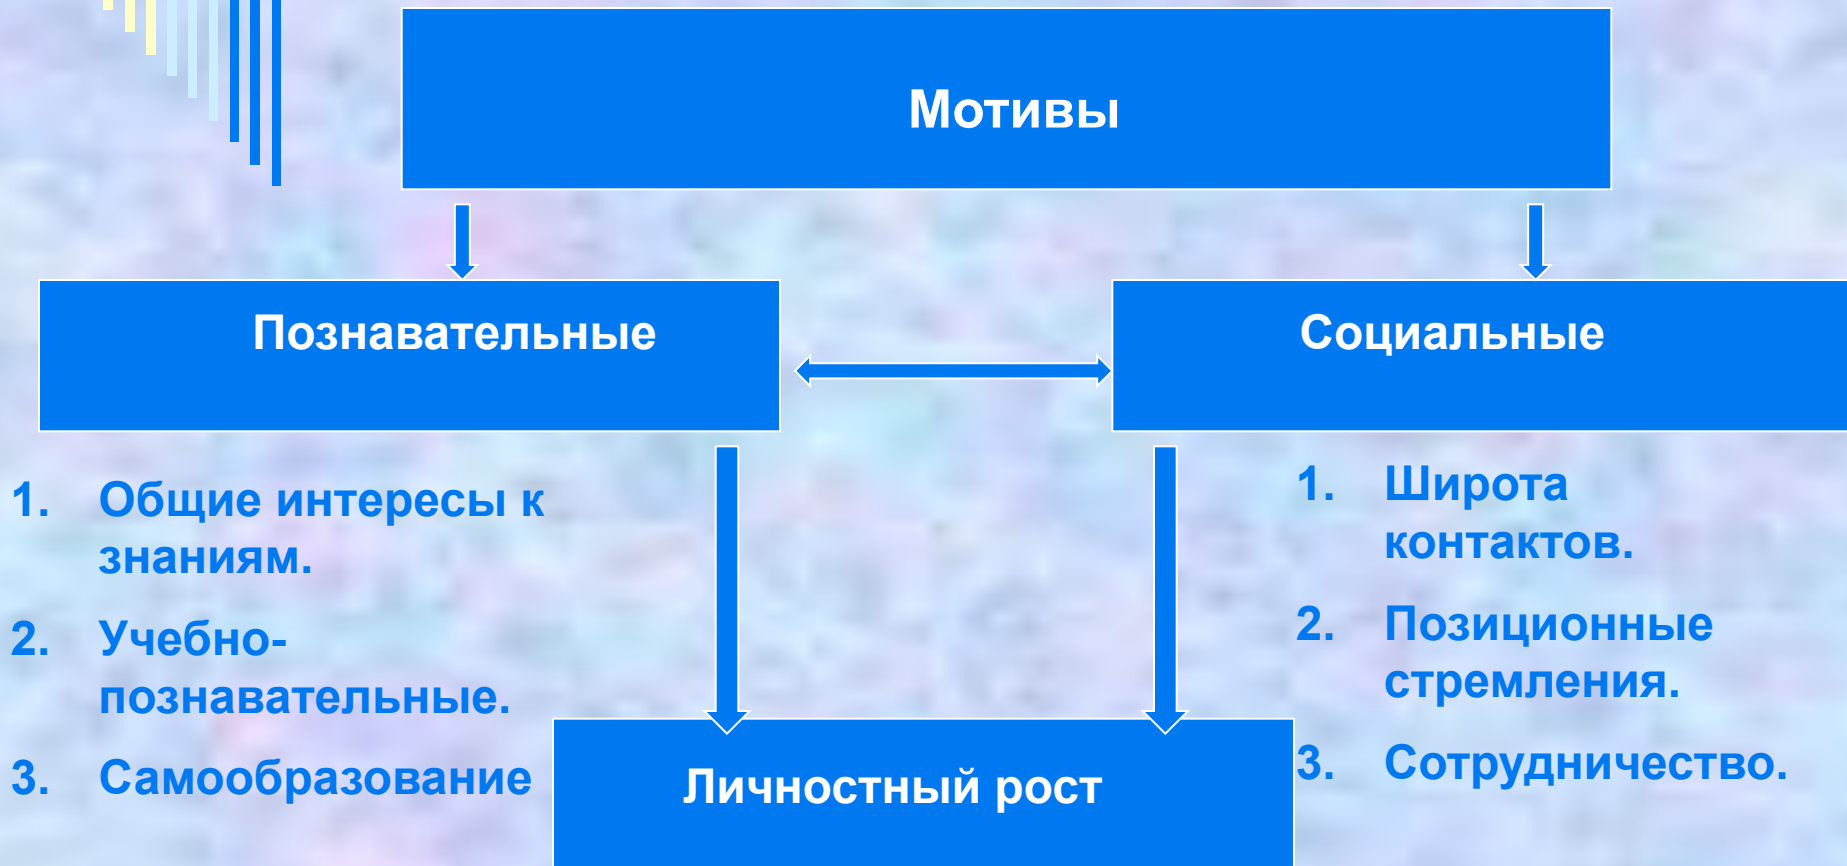 Мотивы
Познавательные
Социальные
1. Общие интересы к
знаниям.
2. Учебно-
познавательные.
3. Самообразование
1. Широта
контактов.
2. Позиционные
стремления.
3. Сотрудничество.
Личностный рост